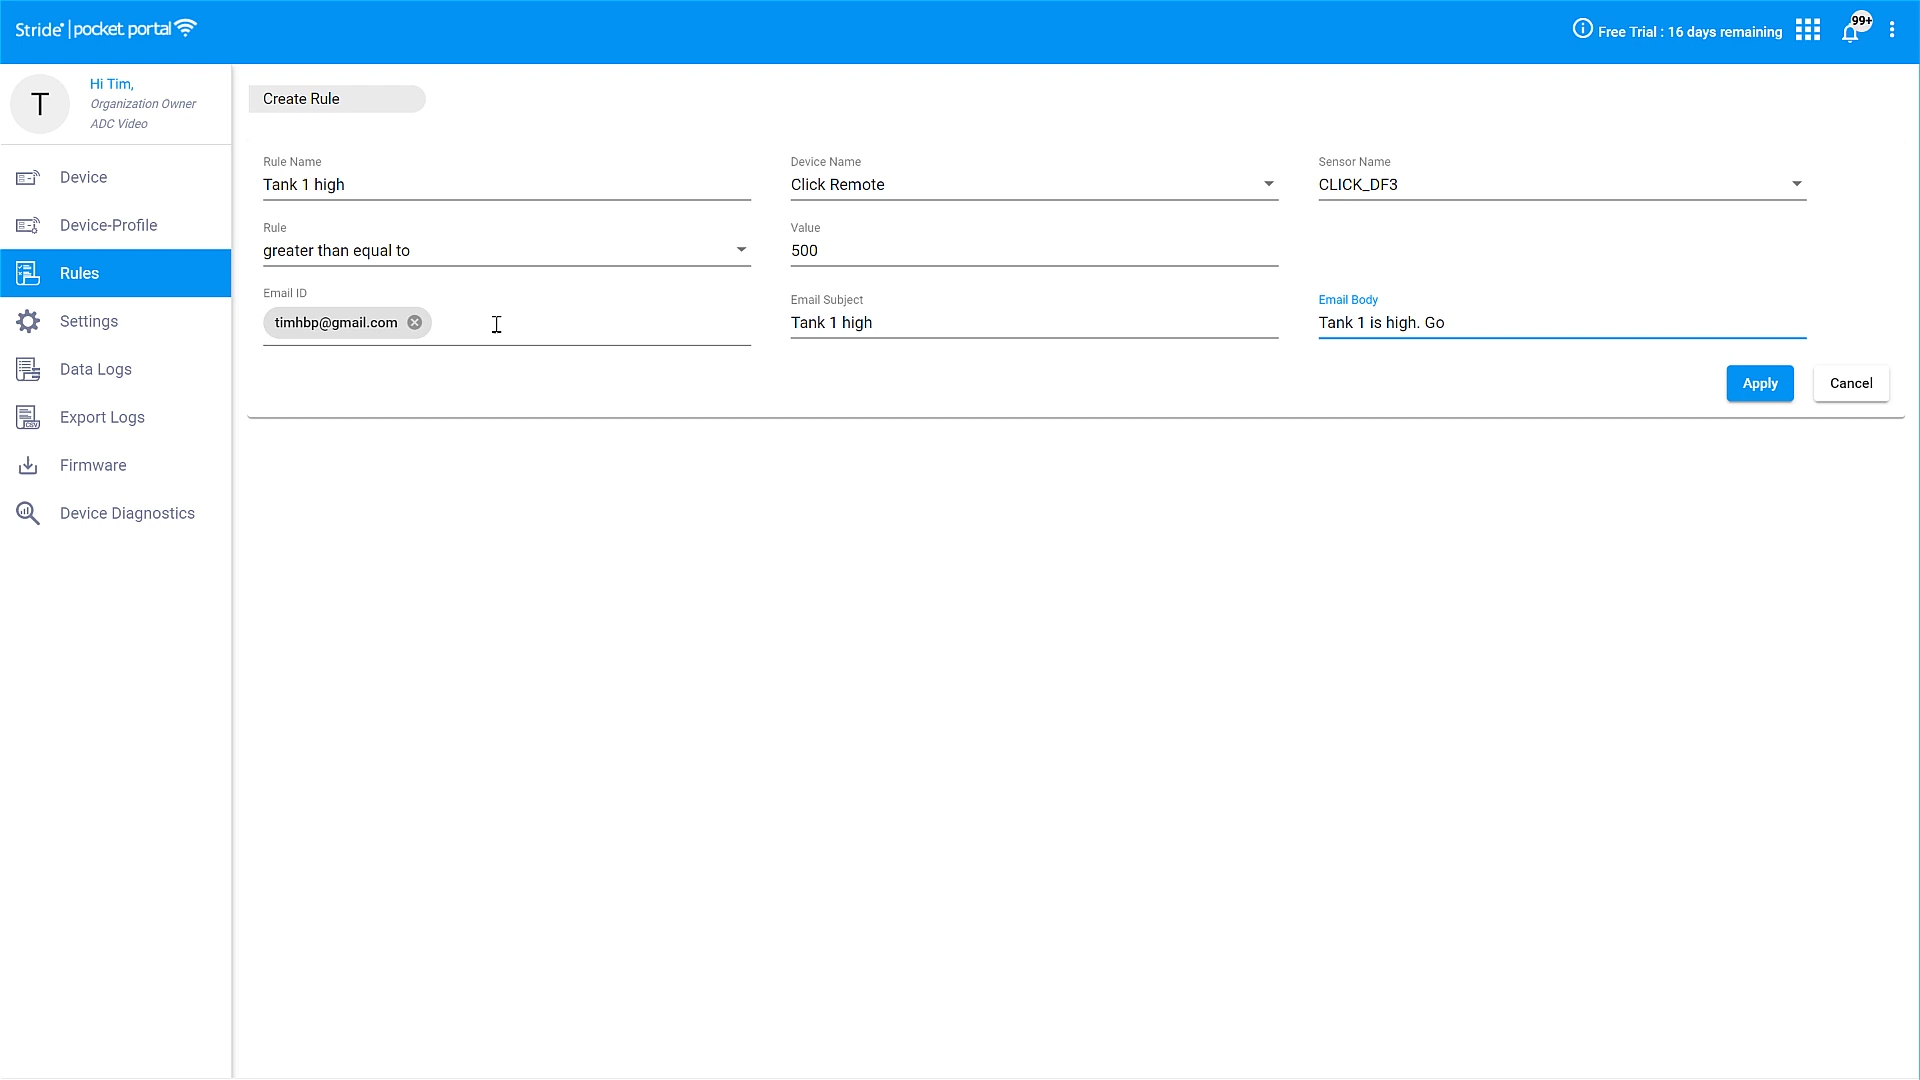 Stride | pocket portal
Free Trial : 16 days remaining
99+
T
Hi Tim,
Organization Owner
ADC Video
Device
Device-Profile
Rules
Settings
Data Logs
Export Logs
CSV
Firmware
Device Diagnostics
Create Rule
Rule Name
Tank 1 high
Device Name
Click Remote
Sensor Name
CLICK_DF3
Rule
greater than equal to
Value
500
Email ID
timhbp@gmail.com
Email Subject
Tank 1 high
Email Body
Tank 1 is high. Go
Apply
Cancel